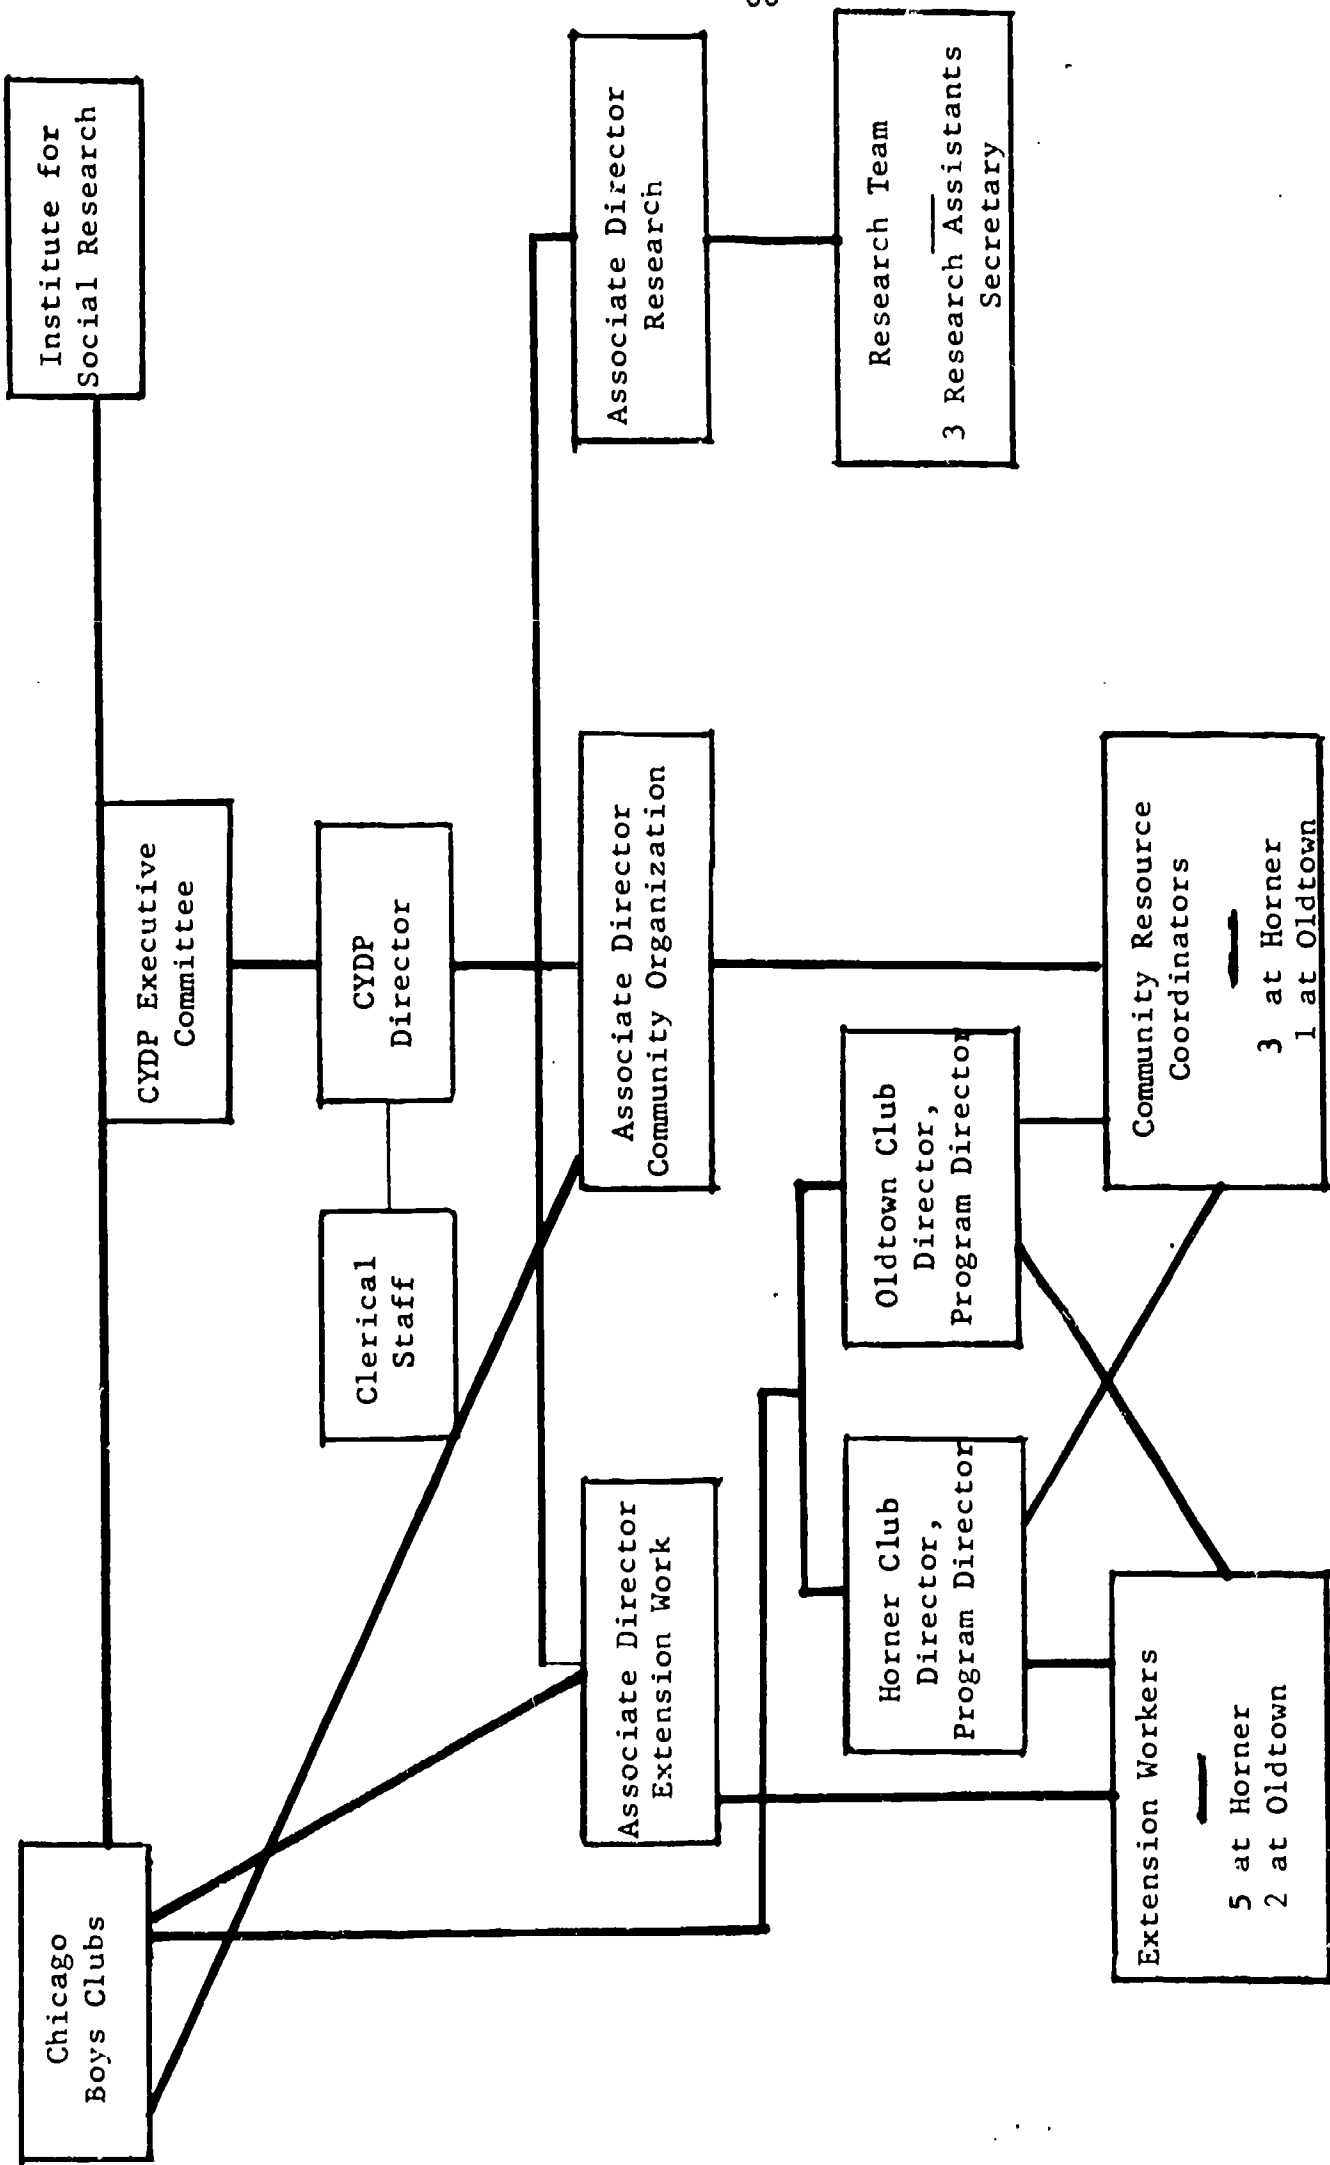 Chicago
Boys Clubs
Institute for
Social Research
CYDP Executive
Committee
Clerical
Staff
CYDP
Director
Associate Director
Extension Work
Associate Director
Community Organization
Associate Director
Research
Horner Club
Director,
Program Director
Oldtown Club
Director,
Program Director
Research Team
3 Research Assistants
Secretary
Extension Workers
5 at Horner
2 at Oldtown
Community Resource
Coordinators
3 at Horner
1 at Oldtown